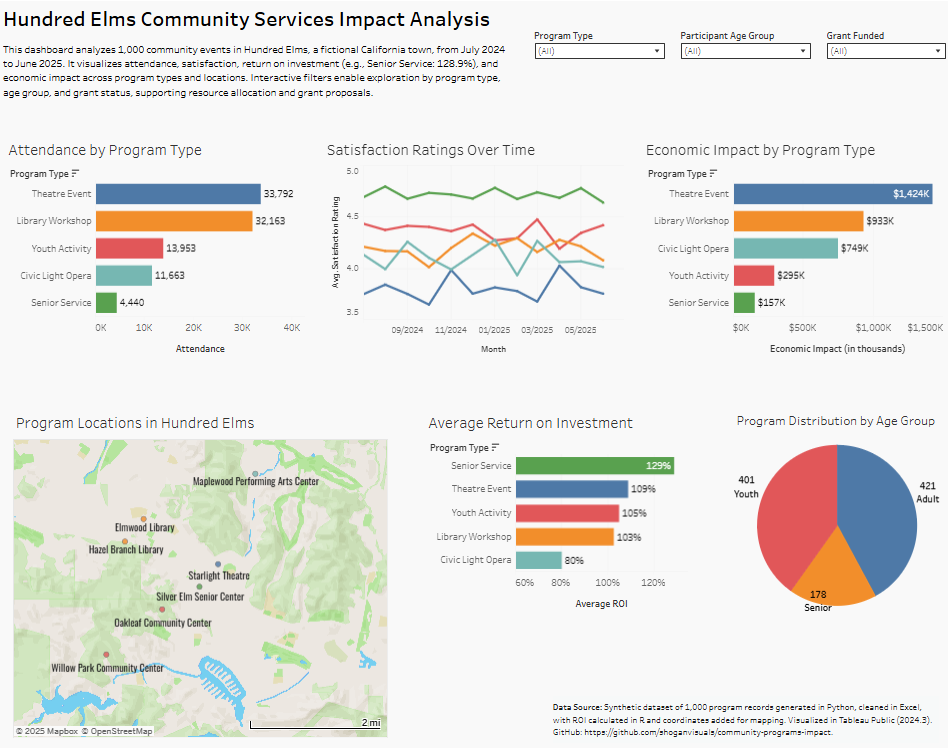 Hundred Elms Community Services Impact Analysis
This dashboard analyzes 1,000 community events in Hundred Elms, a fictional California town, from July 2024
to June 2025. It visualizes attendance, satisfaction, return on investment (e.g., Senior Service: 128.9%), and
economic impact across program types and locations. Interactive filters enable exploration by program type,
age group, and grant status, supporting resource allocation and grant proposals.
Program Type
(All)
Participant Age Group
(All)
Grant Funded
(All)
Attendance by Program Type
Program Type
Theatre Event 33,792
Library Workshop 32,163
Youth Activity 13,953
Civic Light Opera 11,663
Senior Service 4,440
0K 10K 20K 30K 40K
Attendance
Satisfaction Ratings Over Time
Avg. Satisfaction Rating
5.0
4.5
4.0
3.5
09/2024 11/2024 01/2025 03/2025 05/2025
Month
Economic Impact by Program Type
Program Type
Theatre Event $1,424K
Library Workshop $933K
Civic Light Opera $749K
Youth Activity $295K
Senior Service $157K
$0K $500K $1,000K $1,500K
Economic Impact (in thousands)
Program Locations in Hundred Elms
Maplewood Performing Arts Center
Elmwood Library
Hazel Branch Library
Starlight Theatre
Silver Elm Senior Center
Oakleaf Community Center
Willow Park Community Center
2 mi
© 2025 Mapbox © OpenStreetMap
Average Return on Investment
Program Type
Senior Service 129%
Theatre Event 109%
Youth Activity 105%
Library Workshop 103%
Civic Light Opera 80%
60% 80% 100% 120%
Average ROI
Program Distribution by Age Group
401
Youth
421
Adult
178
Senior
Data Source: Synthetic dataset of 1,000 program records generated in Python, cleaned in Excel,
with ROI calculated in R and coordinates added for mapping. Visualized in Tableau Public (2024.3).
GitHub: https://github.com/shoganvisuals/community-programs-impact.